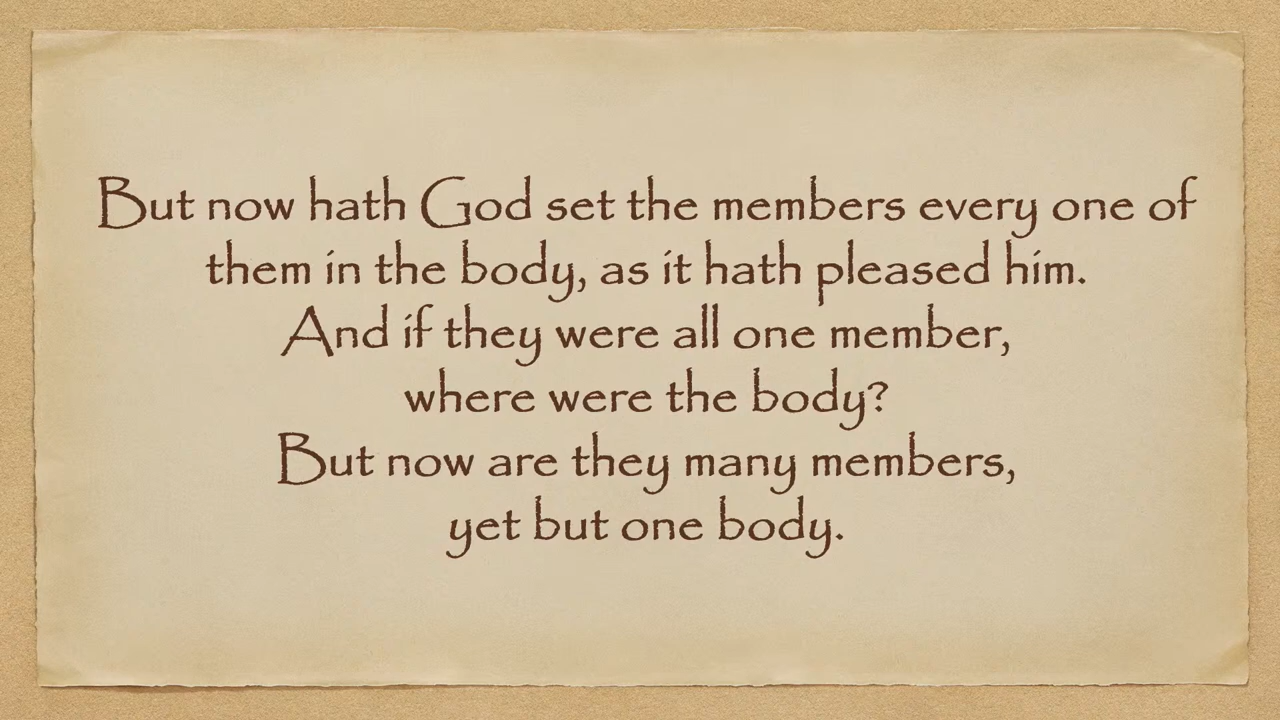 But now hath God set the members every one of
them in the body, as it hath pleased him.
And if they were all one member,
where were the body?
But now are they many members,
yet but one body.